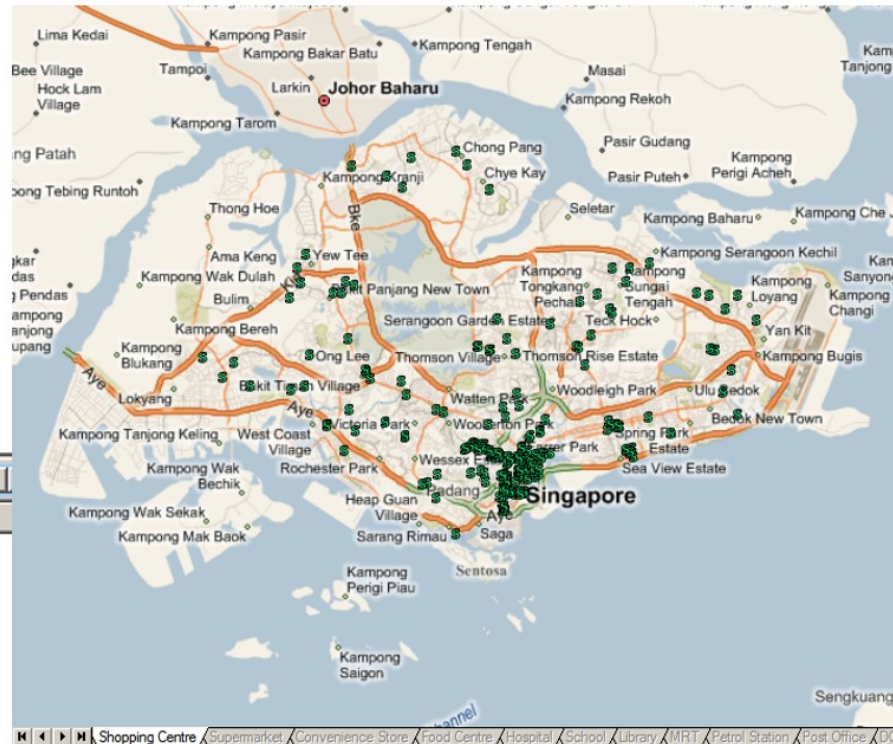 Lima Kedai
Kampong Pasir
Kampong Bakar Batu
Kampong Tengah
Bee Village
Tampoi
Hock Lam
Village
Larkin
Johor Baharu
Masai
Kampong Rekoh
Kampong Tarom
Pasir Gudang
Kampong
Perigi Acheh
Pasir Puteh
Chong Pang
Kampong Kranji
Chye Kay
Thong Hoe
Bke
Seletar
Kampong Baharu
Kampong Che
Ama Keng
Yew Tee
Kampong Serangoon Kechil
Kampong Wak Dulah
Bulim
Panjang New Town
Kampong
Tongkang
Pechah
Kampong
Sungai
Tengah
Kampong
Loyang
Kampong
Changi
Kampong Bereh
Serangoon Garden Estate
Teck Hock
Yan Kit
Kampong
Blukang
Ong Lee
Thomson Village
Thomson Rise Estate
Kampong Bugis
Aye
Lokyang
Village
Watten Park
Woodleigh Park
Ulu Bedok
Aye
Bedok New Town
Kampong Tanjong Keling
West Coast
Village
Victoria Park
Woollerton Park
Spring Park
Estate
Rochester Park
Sea View Estate
Kampong Wak
Bechik
Heap Guan
Village
Padang
Singapore
Kampong Wak Sekak
Kampong Mak Baok
Sarang Rimau
Aye
Saga
Sentosa
Kampong
Perigi Piau
Kampong
Saigon
Sengkuang
Channel
Shopping Centre
Supermarket
Convenience Store
Food Centre
Hospital
School
Library
MRT
Petrol Station
Post Office